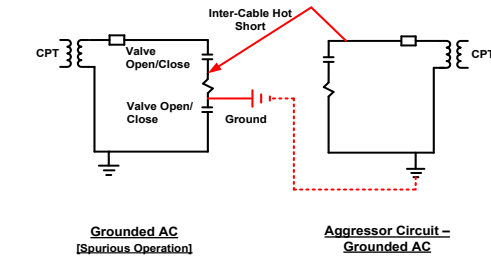 Inter-Cable Hot
Short
CPT
Valve
Open/Close
CPT
Valve Open/
Close
Ground
Grounded AC
[Spurious Operation]
Aggressor Circuit –
Grounded AC